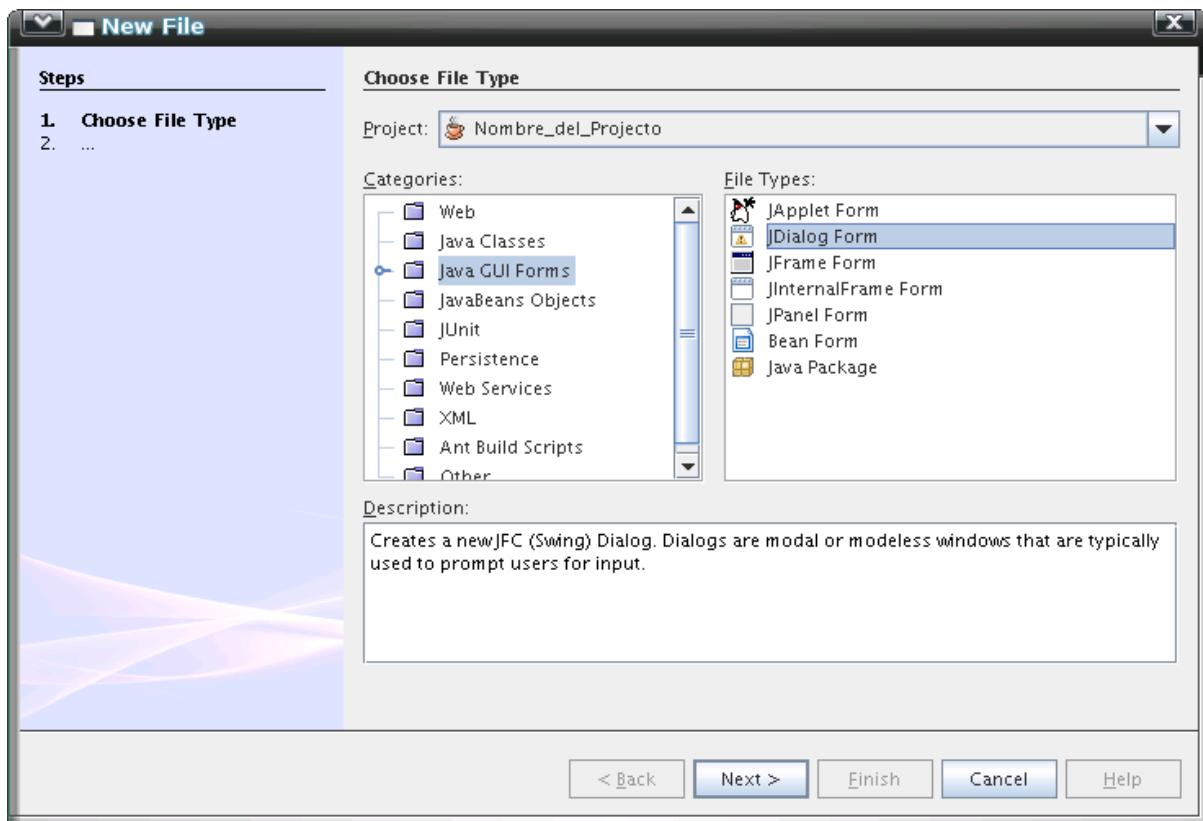 New File
Steps
1. Choose File Type
2. ...
Choose File Type
Project: Nombre_del_Projecto
Categories:
Web
Java Classes
Java GUI Forms
JavaBeans Objects
JUnit
Persistence
Web Services
XML
Ant Build Scripts
Other
File Types:
JApplet Form
JDialog Form
JFrame Form
JInternalFrame Form
JPanel Form
Bean Form
Java Package
Description:
Creates a new JFC (Swing) Dialog. Dialogs are modal or modeless windows that are typically
used to prompt users for input.
< Back
Next >
Finish
Cancel
Help